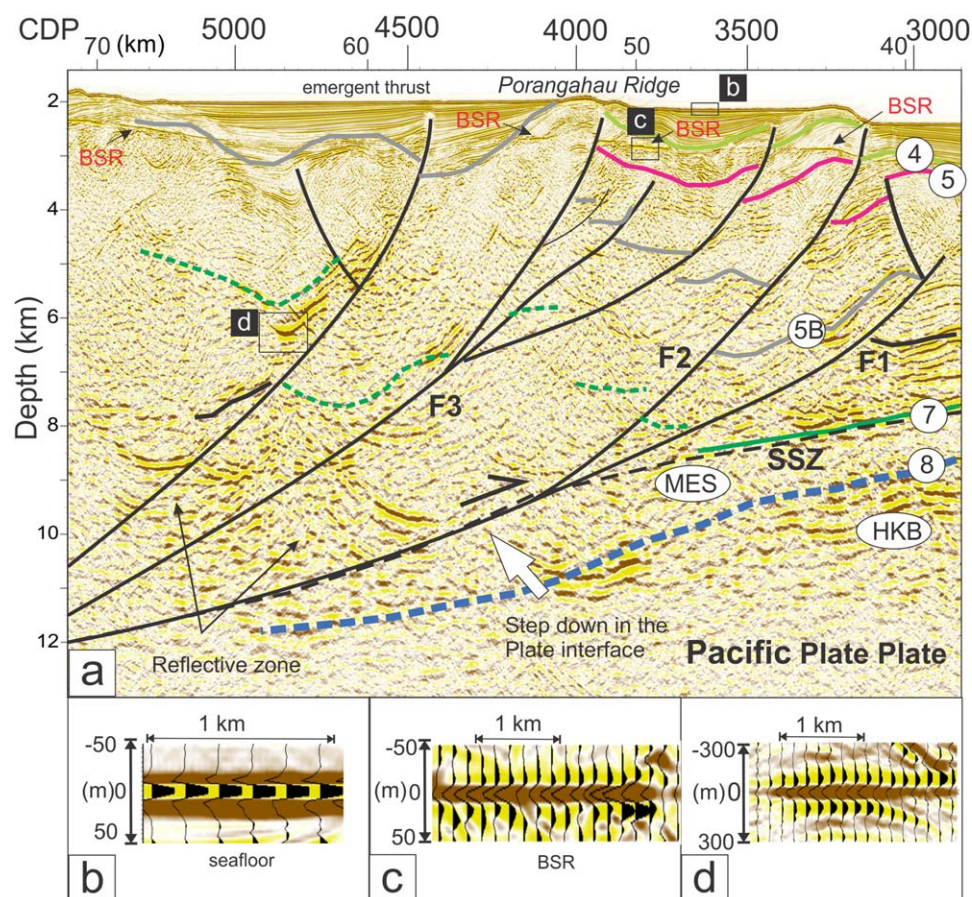 CDP 5000 4500 4000 3500 3000
70 (km) 60 50 40
emergent thrust Porangahau Ridge b
2
BSR BSR c BSR BSR
4
5
4
Depth (km)
6
d
5B
F2 F1
F3
8
7
SSZ
MES
8
10
HKB
12
Step down in the
Plate interface
Reflective zone
Pacific Plate Plate
a
1 km
-50
(m) 0
50
seafloor
b
1 km
-50
(m) 0
50
BSR
c
1 km
-300
(m) 0
300
d